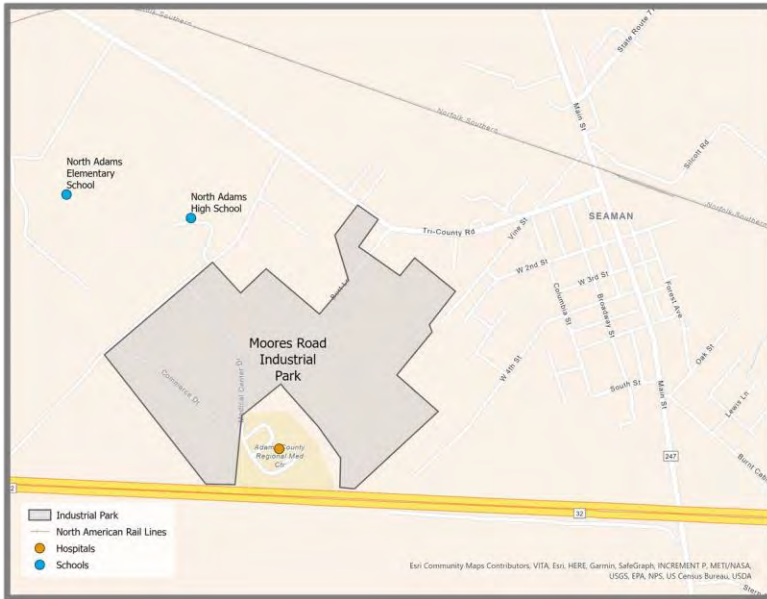 Norfolk Southern
State Route
Main St
Norfolk Southern
Silcott Rd
North Adams
Elementary
School
North Adams
High School
Norfolk Southern
SEAMAN
Vine St
Tri-County Rd
W 2nd St
W 3rd St
Forest Ave
Columbia St
Broadway St
Moores Road
Industrial
Park
Commerce Dr
Medical Center Dr
W 4th St
Oak St
South St
Main St
Lewis Ln
Adams County
Regional Med
Ctr
247
32
Industrial Park
North American Rail Lines
Hospitals
Schools
Esri Community Maps Contributors, VITA, Esri, HERE, Garmin, SafeGraph, INCREMENT P, METI/NASA,
USGS, EPA, NPS, US Census Bureau, USDA